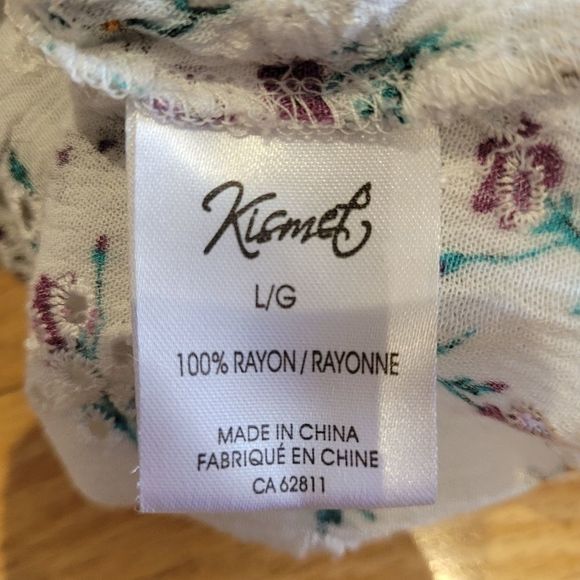 Kismet
L/G
100% RAYON / RAYONNE
MADE IN CHINA
FABRIQUÉ EN CHINE
CA 62811